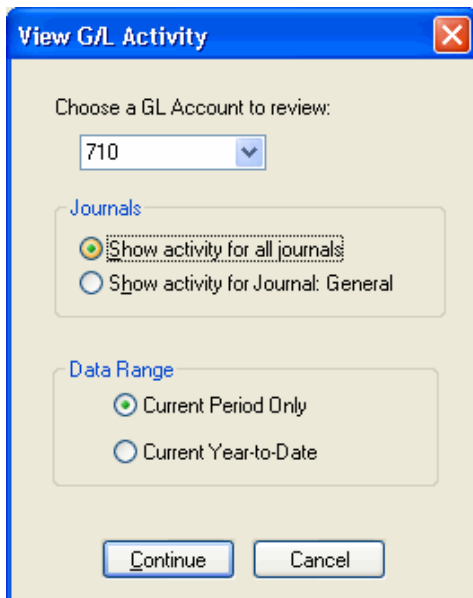 View G/L Activity
Choose a GL Account to review:
710
Journals
Show activity for all journals
Show activity for Journal: General
Data Range
Current Period Only
Current Year-to-Date
Continue Cancel